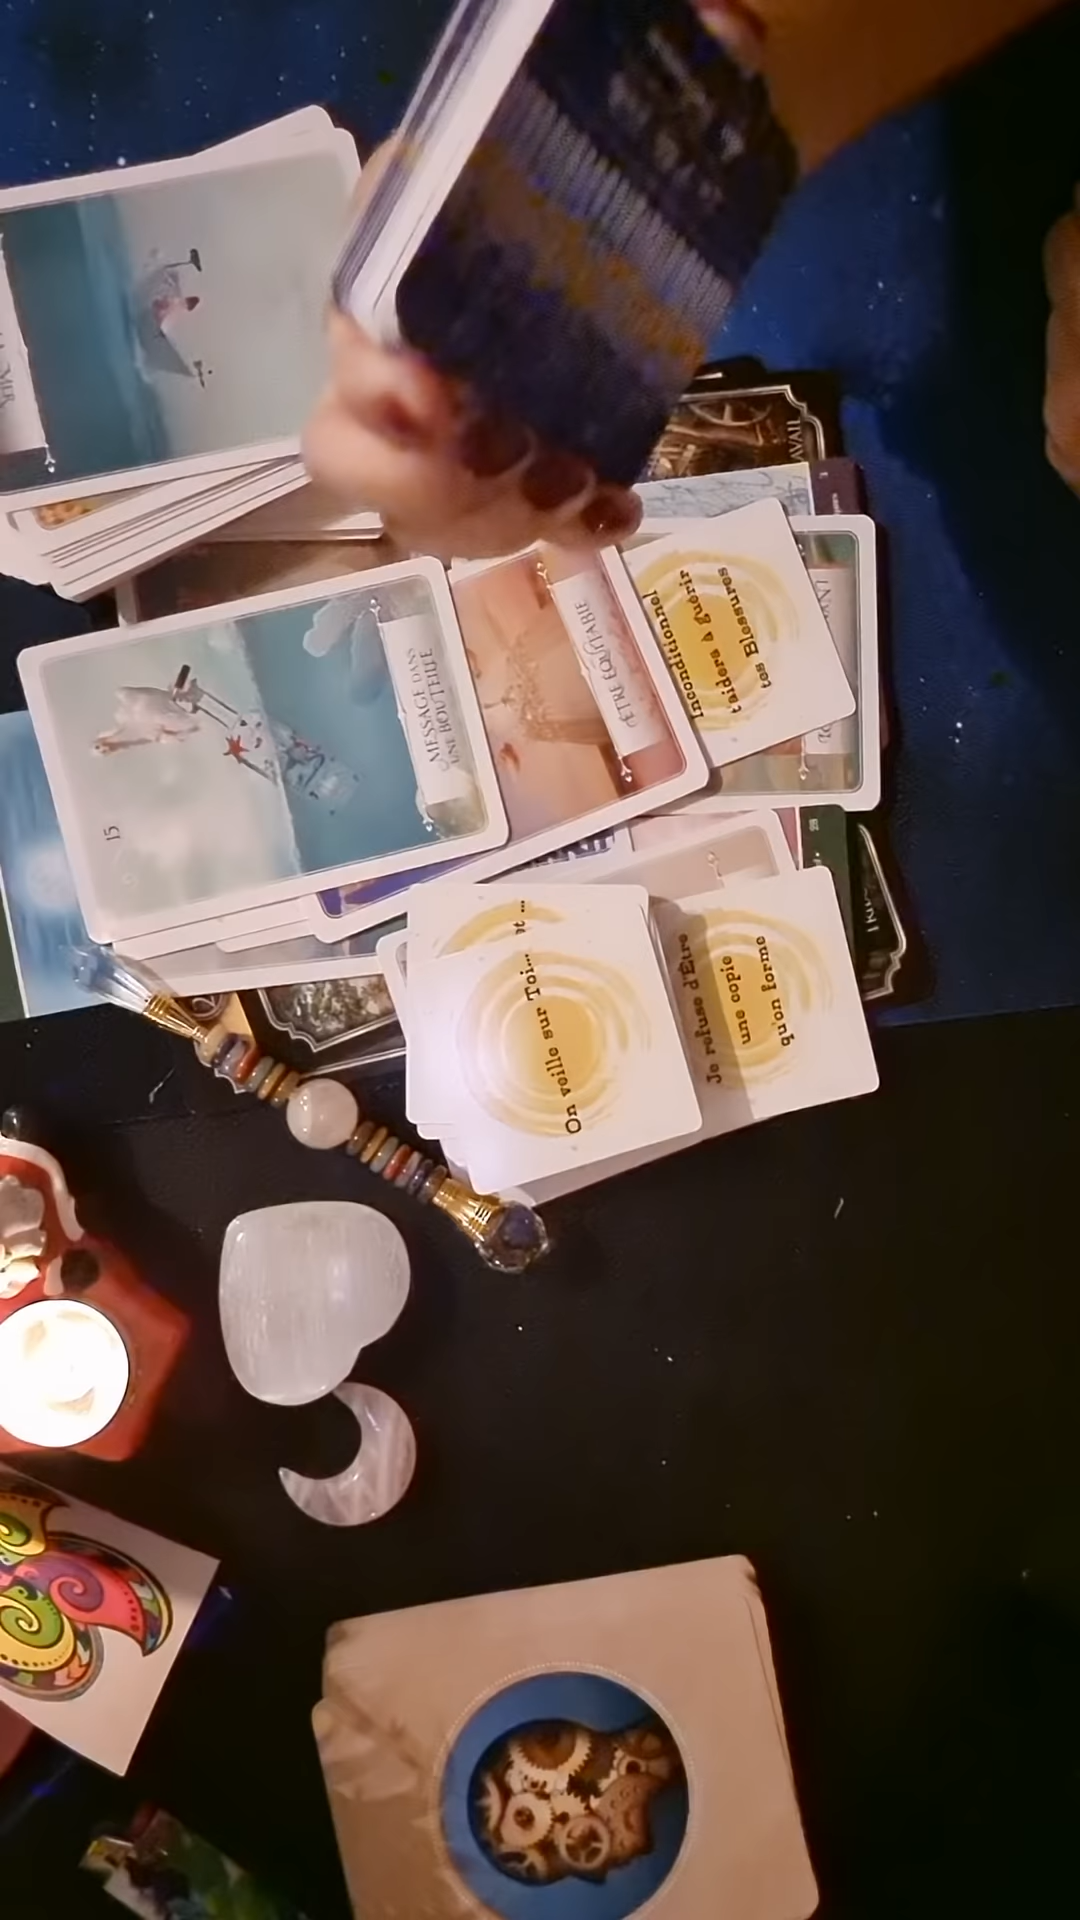 15
MESSAGE DANS
UNE BOUTEILLE
ÊTRE ÉQUITABLE
Inconditionnel
t'aidera à guérir
tes Blessures
On veille sur Toi...
et ...
Je refuse d'Être
une copie
qu'on forme